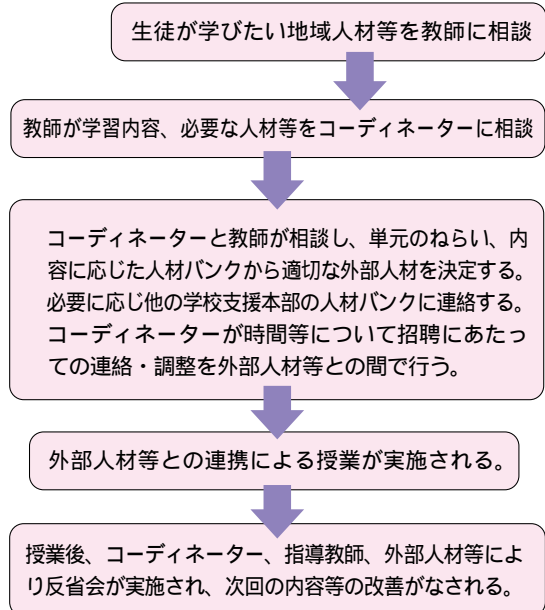 生徒が学びたい地域人材等を教師に相談
教師が学習内容、必要な人材等をコーディネーターに相談
コーディネーターと教師が相談し、単元のねらい、内
容に応じた人材バンクから適切な外部人材を決定する。
必要に応じ他の学校支援本部の人材バンクに連絡する。
コーディネーターが時間等について招聘にあたっ
ての連絡・調整を外部人材等との間で行う。
外部人材等との連携による授業が実施される。
授業後、コーディネーター、指導教師、外部人材等によ
り反省会が実施され、次回の内容等の改善がなされる。